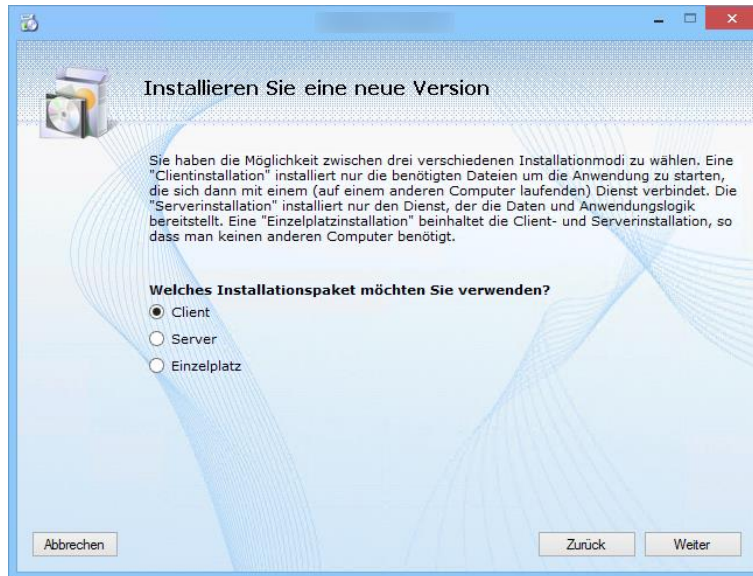 Installieren Sie eine neue Version
Sie haben die Möglichkeit zwischen drei verschiedenen Installationmodi zu wählen. Eine
"Clientinstallation" installiert nur die benötigten Dateien um die Anwendung zu starten,
die sich dann mit einem (auf einem anderen Computer laufenden) Dienst verbindet. Die
"Serverinstallation" installiert nur den Dienst, der die Daten und Anwendungslogik
bereitstellt. Eine "Einzelplatzinstallation" beinhaltet die Client- und Serverinstallation, so
dass man keinen anderen Computer benötigt.
Welches Installationspaket möchten Sie verwenden?
Client
Server
Einzelplatz
Abbrechen
Zurück
Weiter